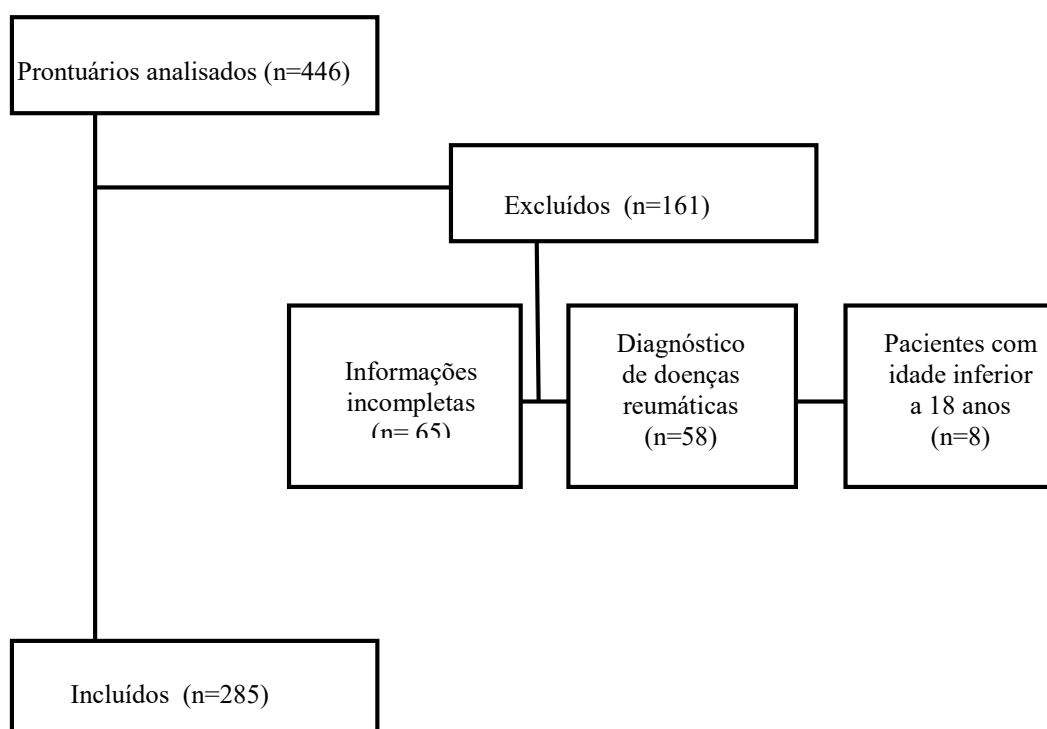 Prontuários analisados (n=446)
Excluídos (n=161)
Informações
incompletas
(n= 65)
Diagnóstico
de doenças
reumáticas
(n=58)
Pacientes com
idade inferior
a 18 anos
(n=8)
Incluídos (n=285)